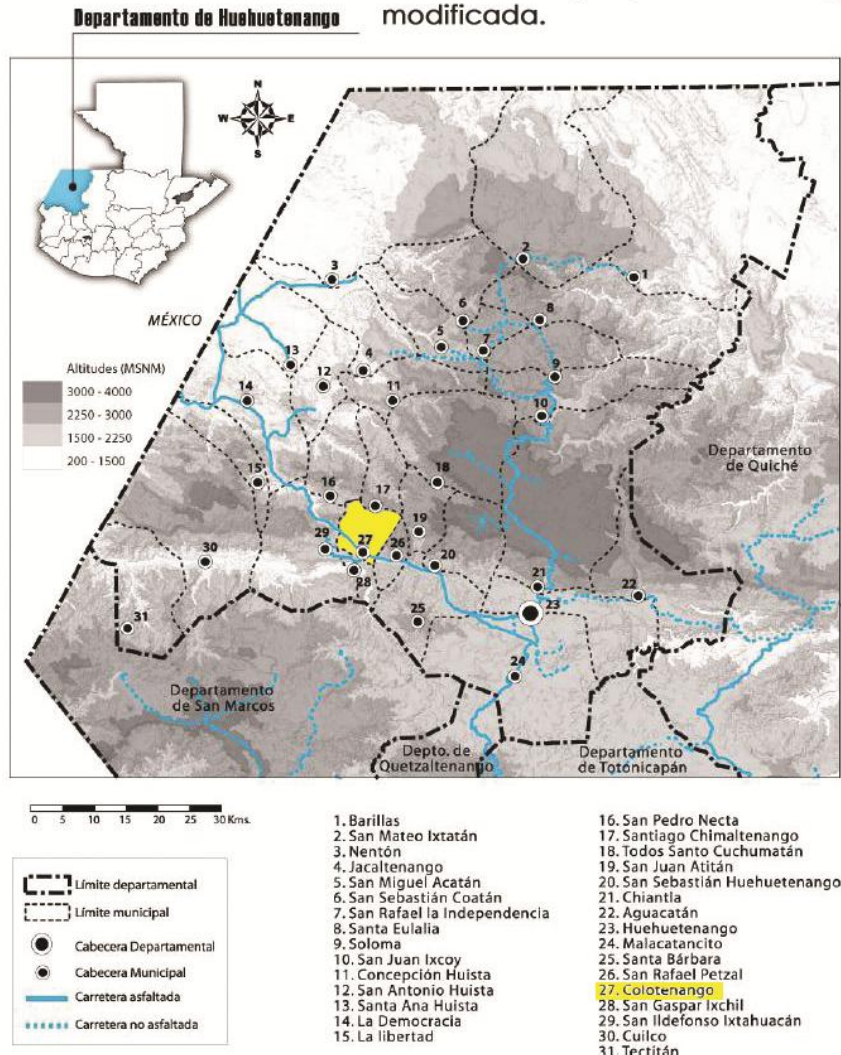 Departamento de Huehuetenango
modificada.
N
W
E
S
MÉXICO
Altitudes (MSNM)
3000 - 4000
2250 - 3000
1500 - 2250
200 - 1500
2
1
3
6
8
5
7
4
13
12
9
14
11
10
Departamento
de Quiché
15
18
16
17
19
29
27
26
20
30
28
21
22
23
25
31
24
Departamento
de San Marcos
Depto. de
Quetzaltenango
Departamento
de Totonicapán
0 5 10 15 20 25 30 Kms.
Límite departamental
Límite municipal
Cabecera Departamental
Cabecera Municipal
Carretera asfaltada
Carretera no asfaltada
1. Barillas
2. San Mateo Ixtatán
3. Nentón
4. Jacaltenango
5. San Miguel Acatán
6. San Sebastián Coatán
7. San Rafael la Independencia
8. Santa Eulalia
9. Soloma
10. San Juan Ixcoy
11. Concepción Huista
12. San Antonio Huista
13. Santa Ana Huista
14. La Democracia
15. La libertad
16. San Pedro Necta
17. Santiago Chimaltenango
18. Todos Santo Cuchumatán
19. San Juan Atitán
20. San Sebastián Huehuetenango
21. Chiantla
22. Aguacatán
23. Huehuetenango
24. Malacatancito
25. Santa Bárbara
26. San Rafael Petzal
27. Colotenango
28. San Gaspar Ixchil
29. San Ildefonso Ixtahuacán
30. Cuilco
31. Tectitán